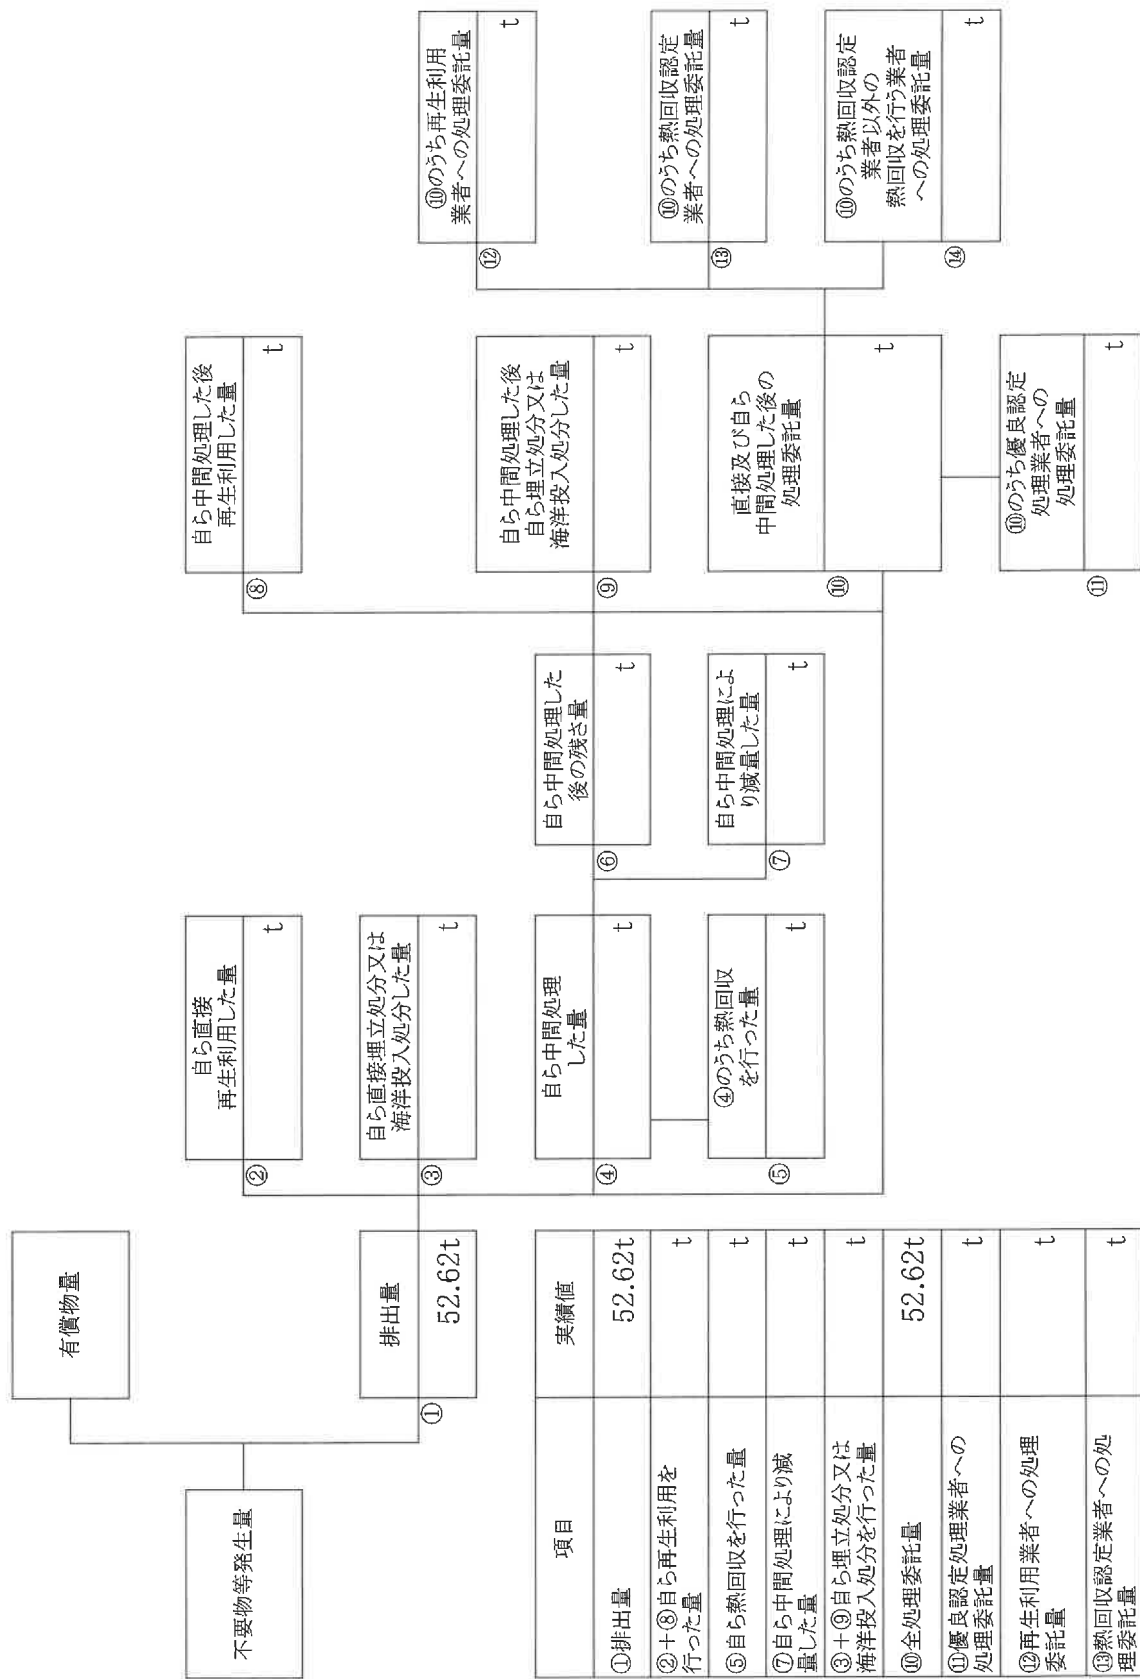 不要物等発生量
有償物量
排出量
①
52.62t
自ら直接
再生利用した量
②
t
自ら直接埋立処分又は
海洋投入処分した量
③
t
自ら中間処理
した量
④
t
④のうち熱回収
を行った量
⑤
t
自ら中間処理した
後の残さ量
⑥
t
自ら中間処理によ
り減量した量
⑦
t
自ら中間処理した後
再生利用した量
⑧
t
自ら中間処理した後
自ら埋立処分又は
海洋投入処分した量
⑨
t
直接及び自ら
中間処理した後の
処理委託量
⑩
t
⑩のうち優良認定
処理業者への
処理委託量
⑪
t
⑩のうち再生利用
業者への処理委託量
⑫
t
⑩のうち熱回収認定
業者への処理委託量
⑬
t
⑩のうち熱回収認定
業者以外の
熱回収を行う業者
への処理委託量
⑭
t
項目 実績値
①排出量 52.62t
②+⑧自ら再生利用を
行った量 t
⑤自ら熱回収を行った量 t
⑦自ら中間処理により減
量した量 t
③+⑨自ら埋立処分又は
海洋投入処分を行った量 t
⑩全処理委託量 52.62t
⑪優良認定処理業者への
処理委託量 t
⑫再生利用業者への処理
委託量 t
⑬熱回収認定業者への処
理委託量 t